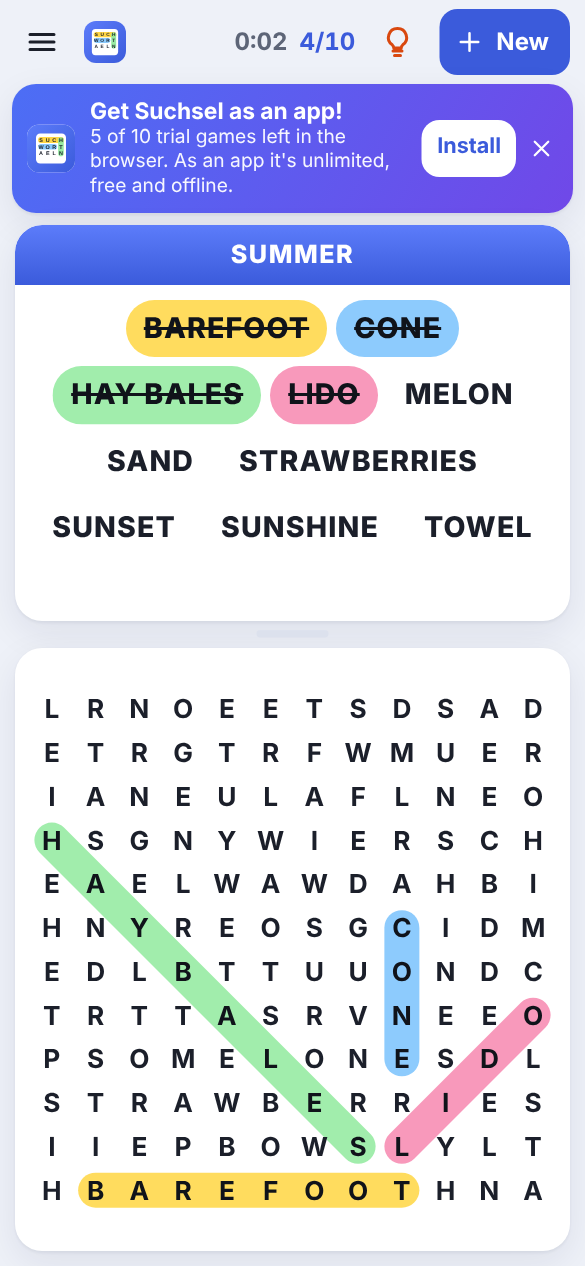 0:02 4/10 New
Get Suchsel as an app!
5 of 10 trial games left in the
browser. As an app it's unlimited,
free and offline.
Install
SUMMER
BAREFOOT CONE
HAY BALES LIDO MELON
SAND STRAWBERRIES
SUNSET SUNSHINE TOWEL
L R N O E E T S D S A D
E T R G T R F W M U E R
I A N E U L A F L N E O
H S G N Y W I E R S C H
E A E L W A W D A H B I
H N Y R E O S G C I D M
E D L B T T U U O N D C
T R T T A S R V N E E O
P S O M E L O N E S D L
S T R A W B E R R I E S
I I E P B O W S L Y L T
H B A R E F O O T H N A